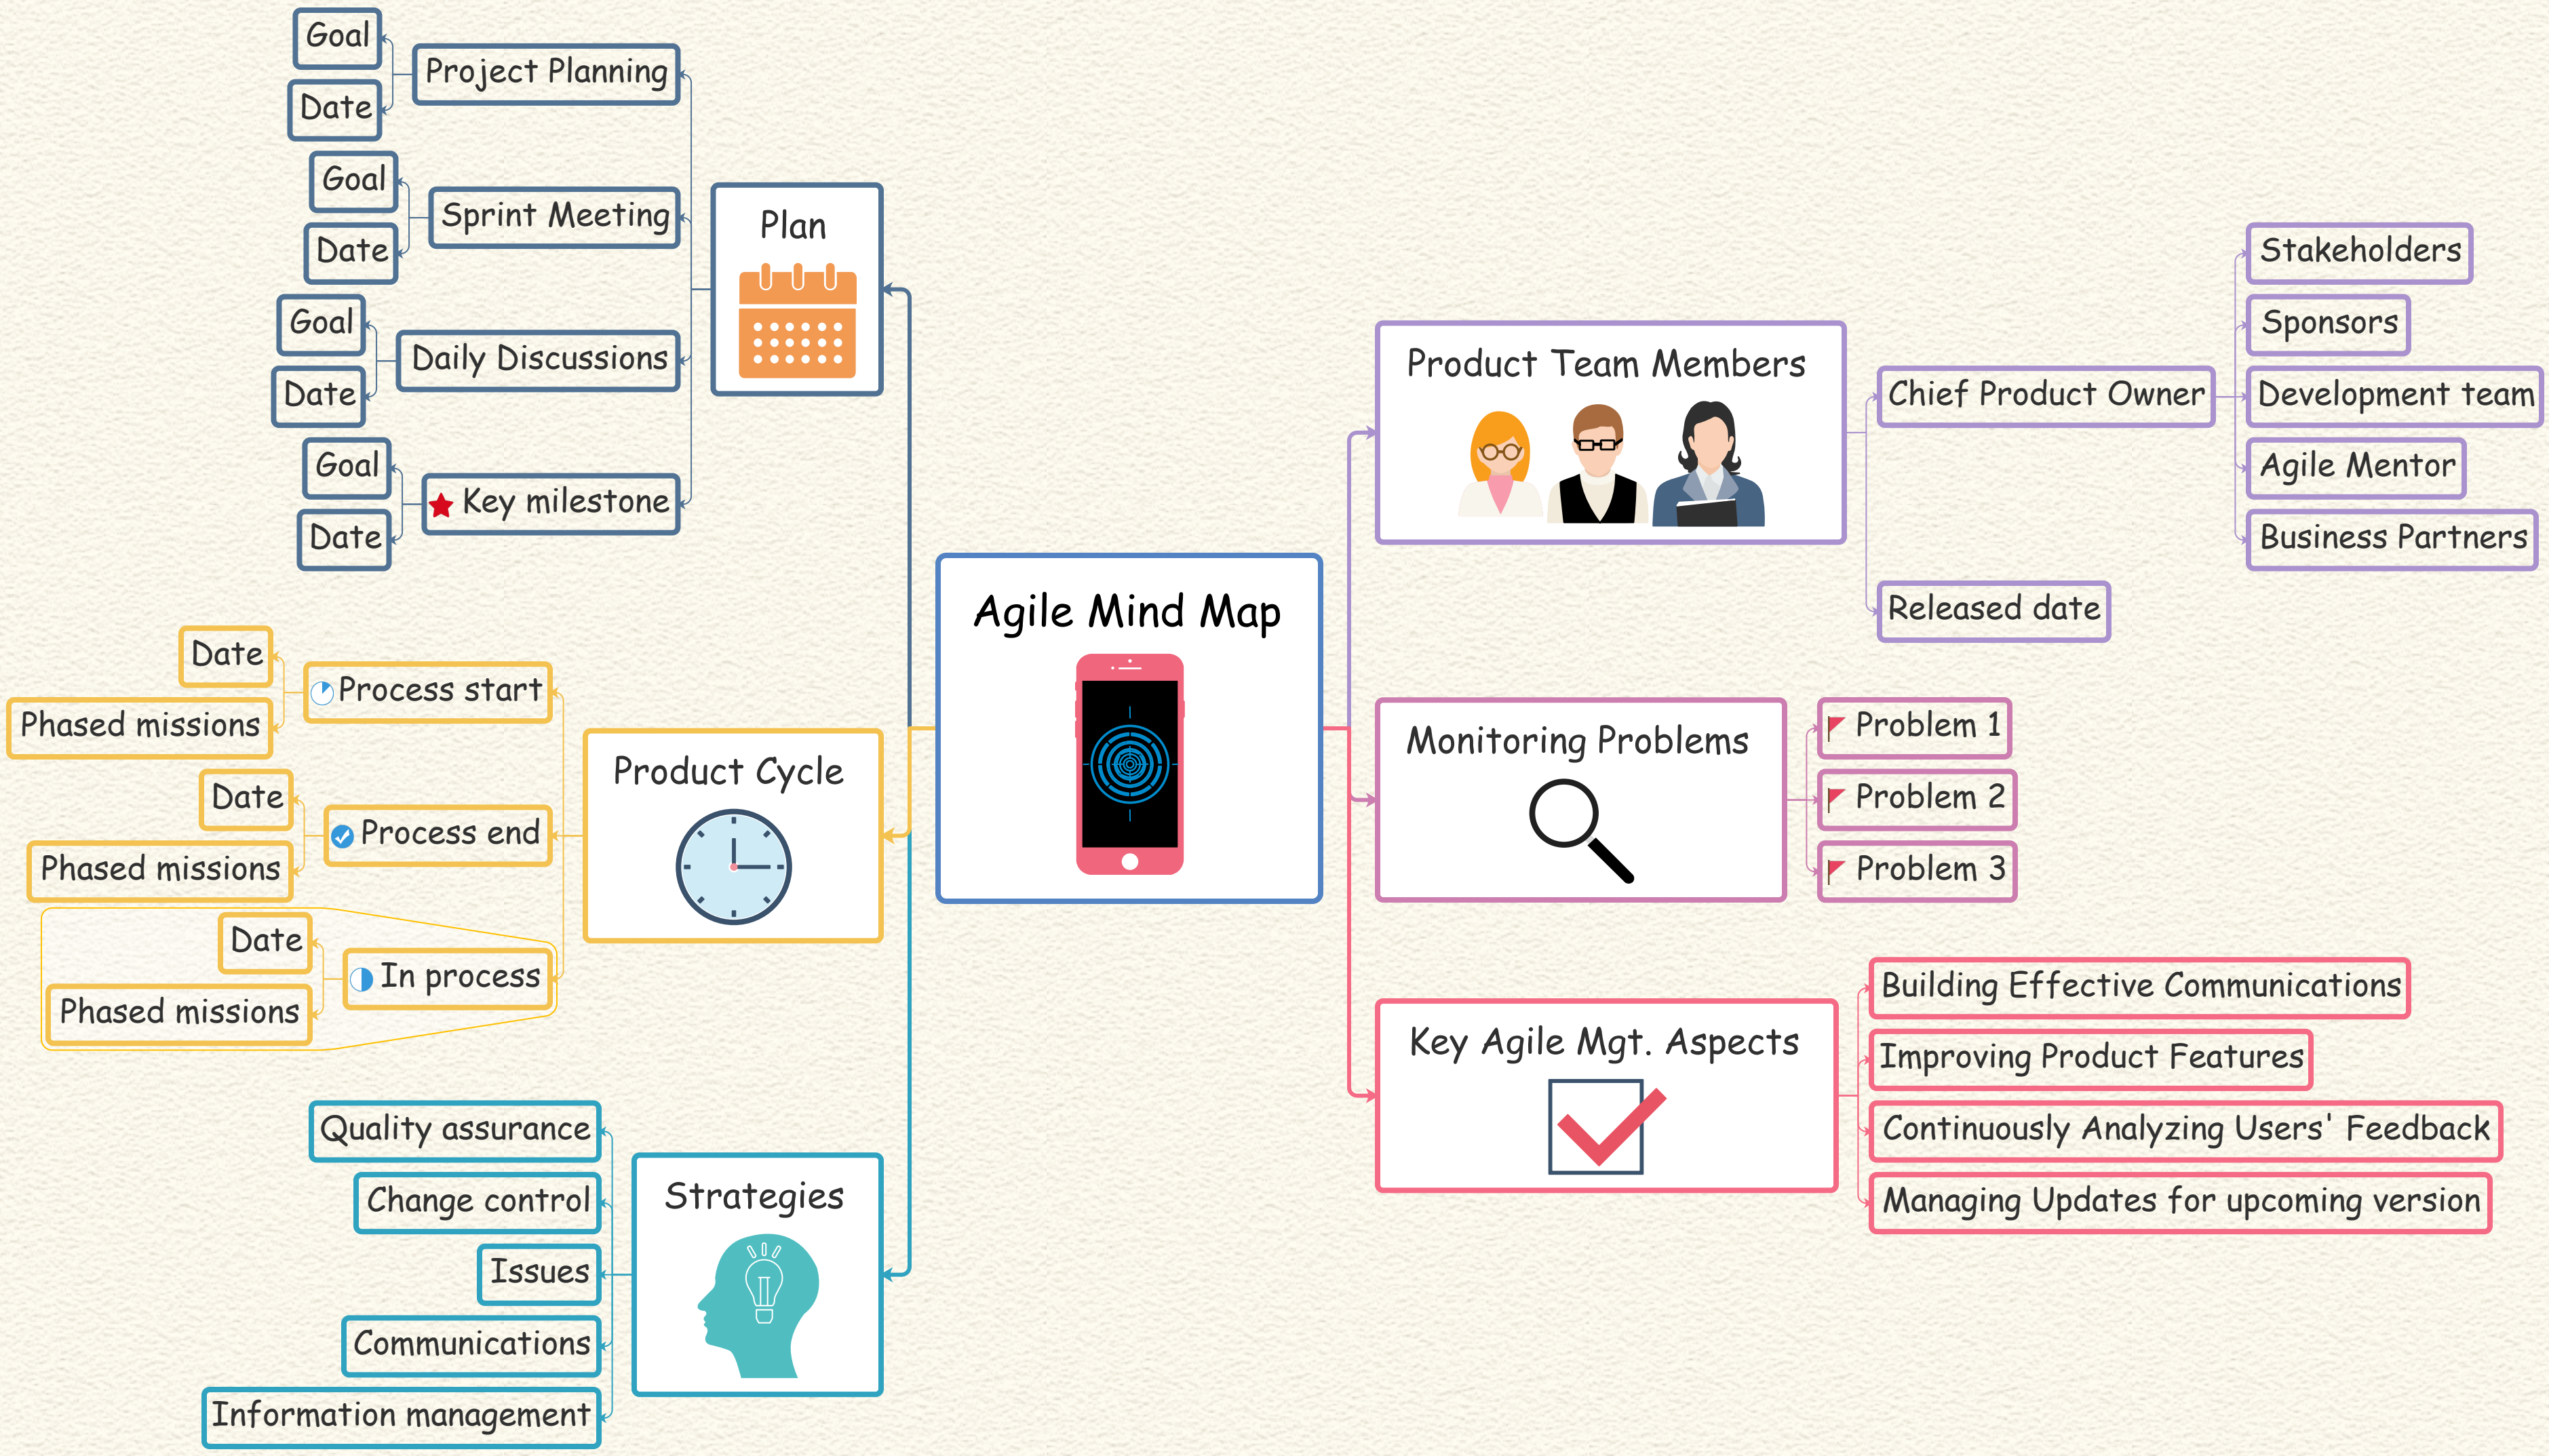 Agile Mind Map
Plan
Project Planning
Goal
Date
Sprint Meeting
Goal
Date
Daily Discussions
Goal
Date
Key milestone
Goal
Date
Product Cycle
Process start
Date
Phased missions
Process end
Date
Phased missions
In process
Date
Phased missions
Strategies
Quality assurance
Change control
Issues
Communications
Information management
Product Team Members
Chief Product Owner
Stakeholders
Sponsors
Development team
Agile Mentor
Business Partners
Released date
Monitoring Problems
Problem 1
Problem 2
Problem 3
Key Agile Mgt. Aspects
Building Effective Communications
Improving Product Features
Continuously Analyzing Users' Feedback
Managing Updates for upcoming version